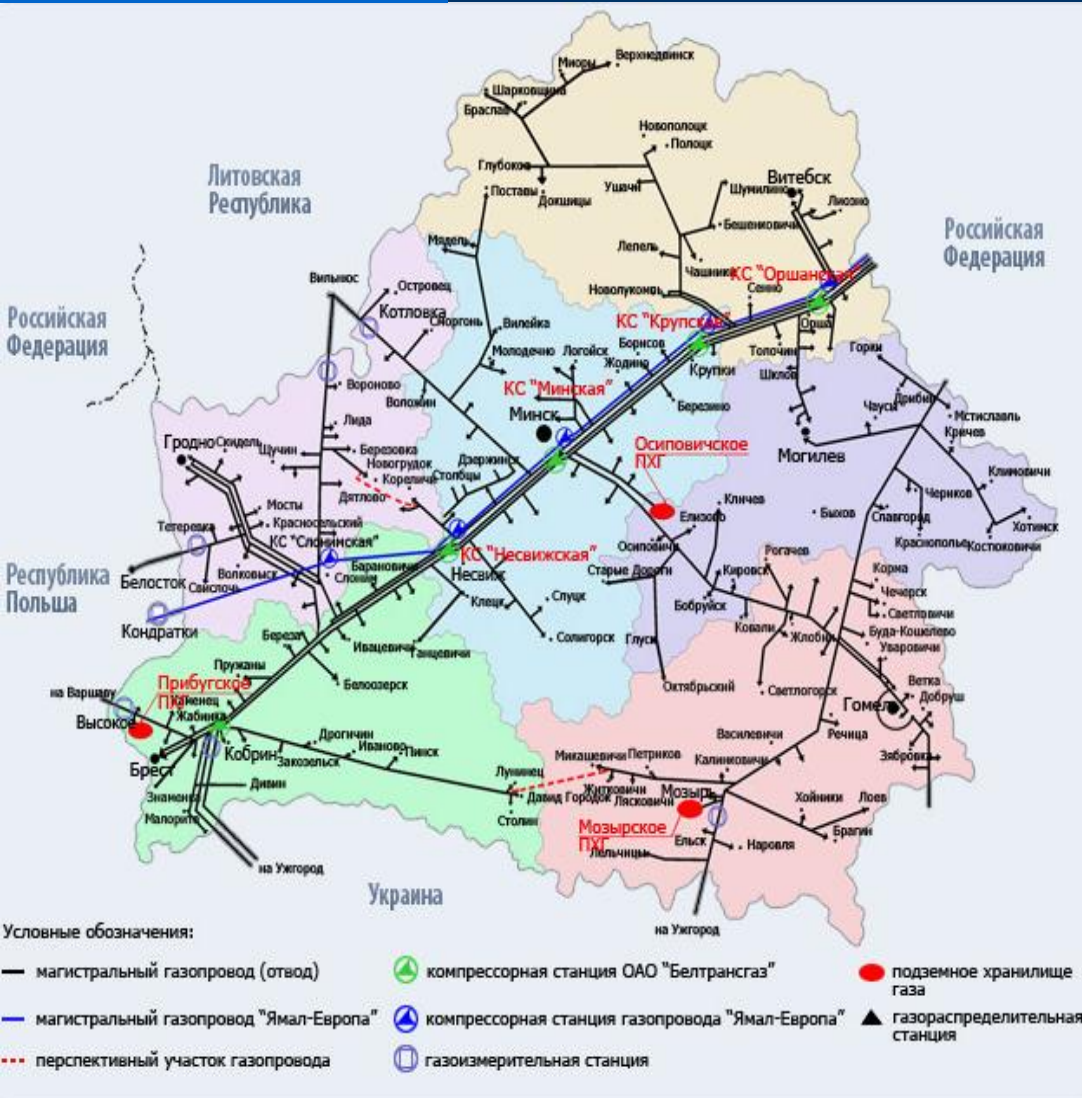 Верхнедвинск
Миоры
Шарковщина
Браслав
Новополоцк
Полоцк
Глубокое
Поставы
Докшицы
Ушачи
Витебск
Шумилино
Лиозно
Бешенковичи
Литовская
Республика
Российская
Федерация
Мядель
Лепель
Чашники
КС "Оршанская"
Сенно
Новолукомль
Вильнюс
Островец
Котловка
Сморгонь
Вилейка
КС "Крупская"
Орша
Российская
Федерация
Молодечно
Логойск
Борисов
Жодино
Крупки
Толочин
Горки
Шклов
Вороново
Воложин
КС "Минская"
Березино
Дрибин
Чаусы
Мстиславль
Кричев
Лида
Минск
Осиповичское
ПХГ
Могилев
Гродно
Скидель
Щучин
Березовка
Новогрудок
Кореличи
Дзержинск
Столбцы
Климовичи
Дятлово
Мосты
Красносельский
Кличев
Елизово
Быхов
Чериков
Славгород
Хотимск
Краснополье
Костюковичи
Тетеревка
КС "Слонимская"
КС "Несвижская"
Осиповичи
Рогачев
Республика
Польша
Белосток
Волковыск
Свислочь
Слоним
Барановичи
Несвиж
Старые Дороги
Кировск
Корма
Чечерск
Светловичи
Кондратки
Клецк
Слуцк
Бобруйск
Ковали
Жлобин
Буда-Кошелево
Уваровичи
Береза
Ивацевичи
Ганцевичи
Солигорск
Глуск
Пружаны
Белоозерск
Октябрьский
Светлогорск
Ветка
Добруш
на Варшаву
Прибугское
ПХГ
Каменец
Высокое
Жабинка
Гомель
Речица
Василевичи
Кобрин
Дрогичин
Иваново
Пинск
Закозельск
Микашевичи
Петриков
Калинковичи
Зябровка
Брест
Дивин
Лунинец
Житковичи
Мозырь
Знаменка
Давид Городок
Лясковичи
Хойники
Лоев
Малорита
Столин
Мозырское
ПХГ
Ельск
Наровля
Брагин
Лельчицы
на Ужгород
Украина
на Ужгород
Условные обозначения:
магистральный газопровод (отвод)
компрессорная станция ОАО "Белтрансгаз"
подземное хранилище
газа
магистральный газопровод "Ямал-Европа"
компрессорная станция газопровода "Ямал-Европа"
газораспределительная
станция
перспективный участок газопровода
газоизмерительная станция